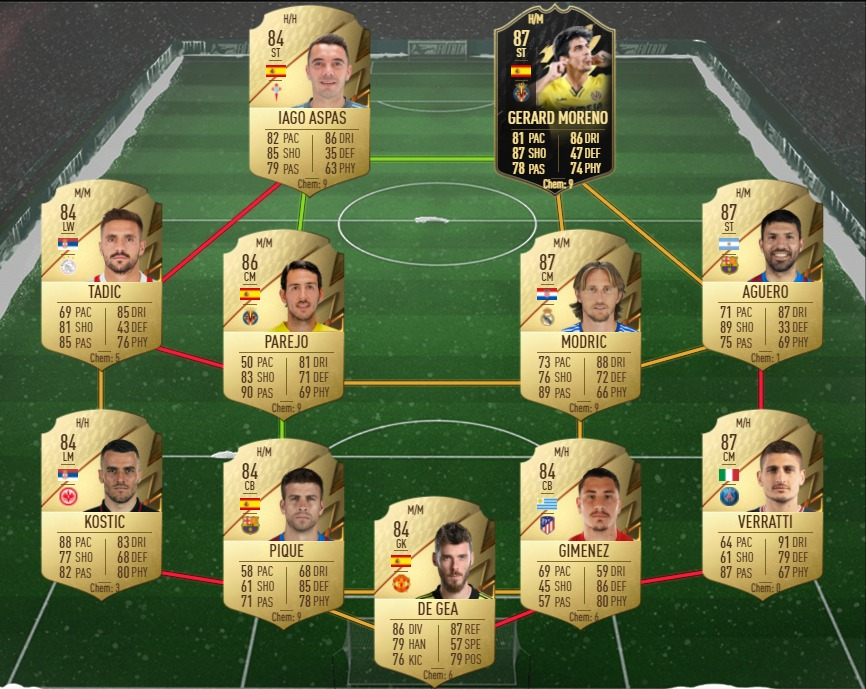 H/H
84
ST
IAGO ASPAS
82 PAC 86 DRI
85 SHO 35 DEF
79 PAS 63 PHY
Chem: 9
H/M
87
ST
GERARD MORENO
81 PAC 86 DRI
87 SHO 47 DEF
78 PAS 74 PHY
Chem: 9
M/M
84
LW
TADIC
69 PAC 85 DRI
81 SHO 43 DEF
85 PAS 76 PHY
Chem: 5
M/M
86
CM
PAREJO
50 PAC 81 DRI
83 SHO 71 DEF
90 PAS 69 PHY
Chem: 9
M/M
87
CM
MODRIC
73 PAC 88 DRI
76 SHO 72 DEF
89 PAS 66 PHY
Chem: 9
H/M
87
ST
AGUERO
71 PAC 87 DRI
89 SHO 33 DEF
75 PAS 69 PHY
Chem: 1
H/H
84
LM
KOSTIC
88 PAC 83 DRI
77 SHO 68 DEF
82 PAS 80 PHY
Chem: 3
M/H
84
CB
PIQUE
58 PAC 68 DRI
61 SHO 85 DEF
71 PAS 78 PHY
Chem: 9
M/M
84
GK
DE GEA
86 DIV 87 REF
79 HAN 57 SPE
76 KIC 79 POS
Chem: 6
M/H
84
CB
GIMENEZ
69 PAC 59 DRI
45 SHO 86 DEF
57 PAS 80 PHY
Chem: 6
M/H
87
CM
VERRATTI
64 PAC 91 DRI
61 SHO 79 DEF
87 PAS 67 PHY
Chem: 0